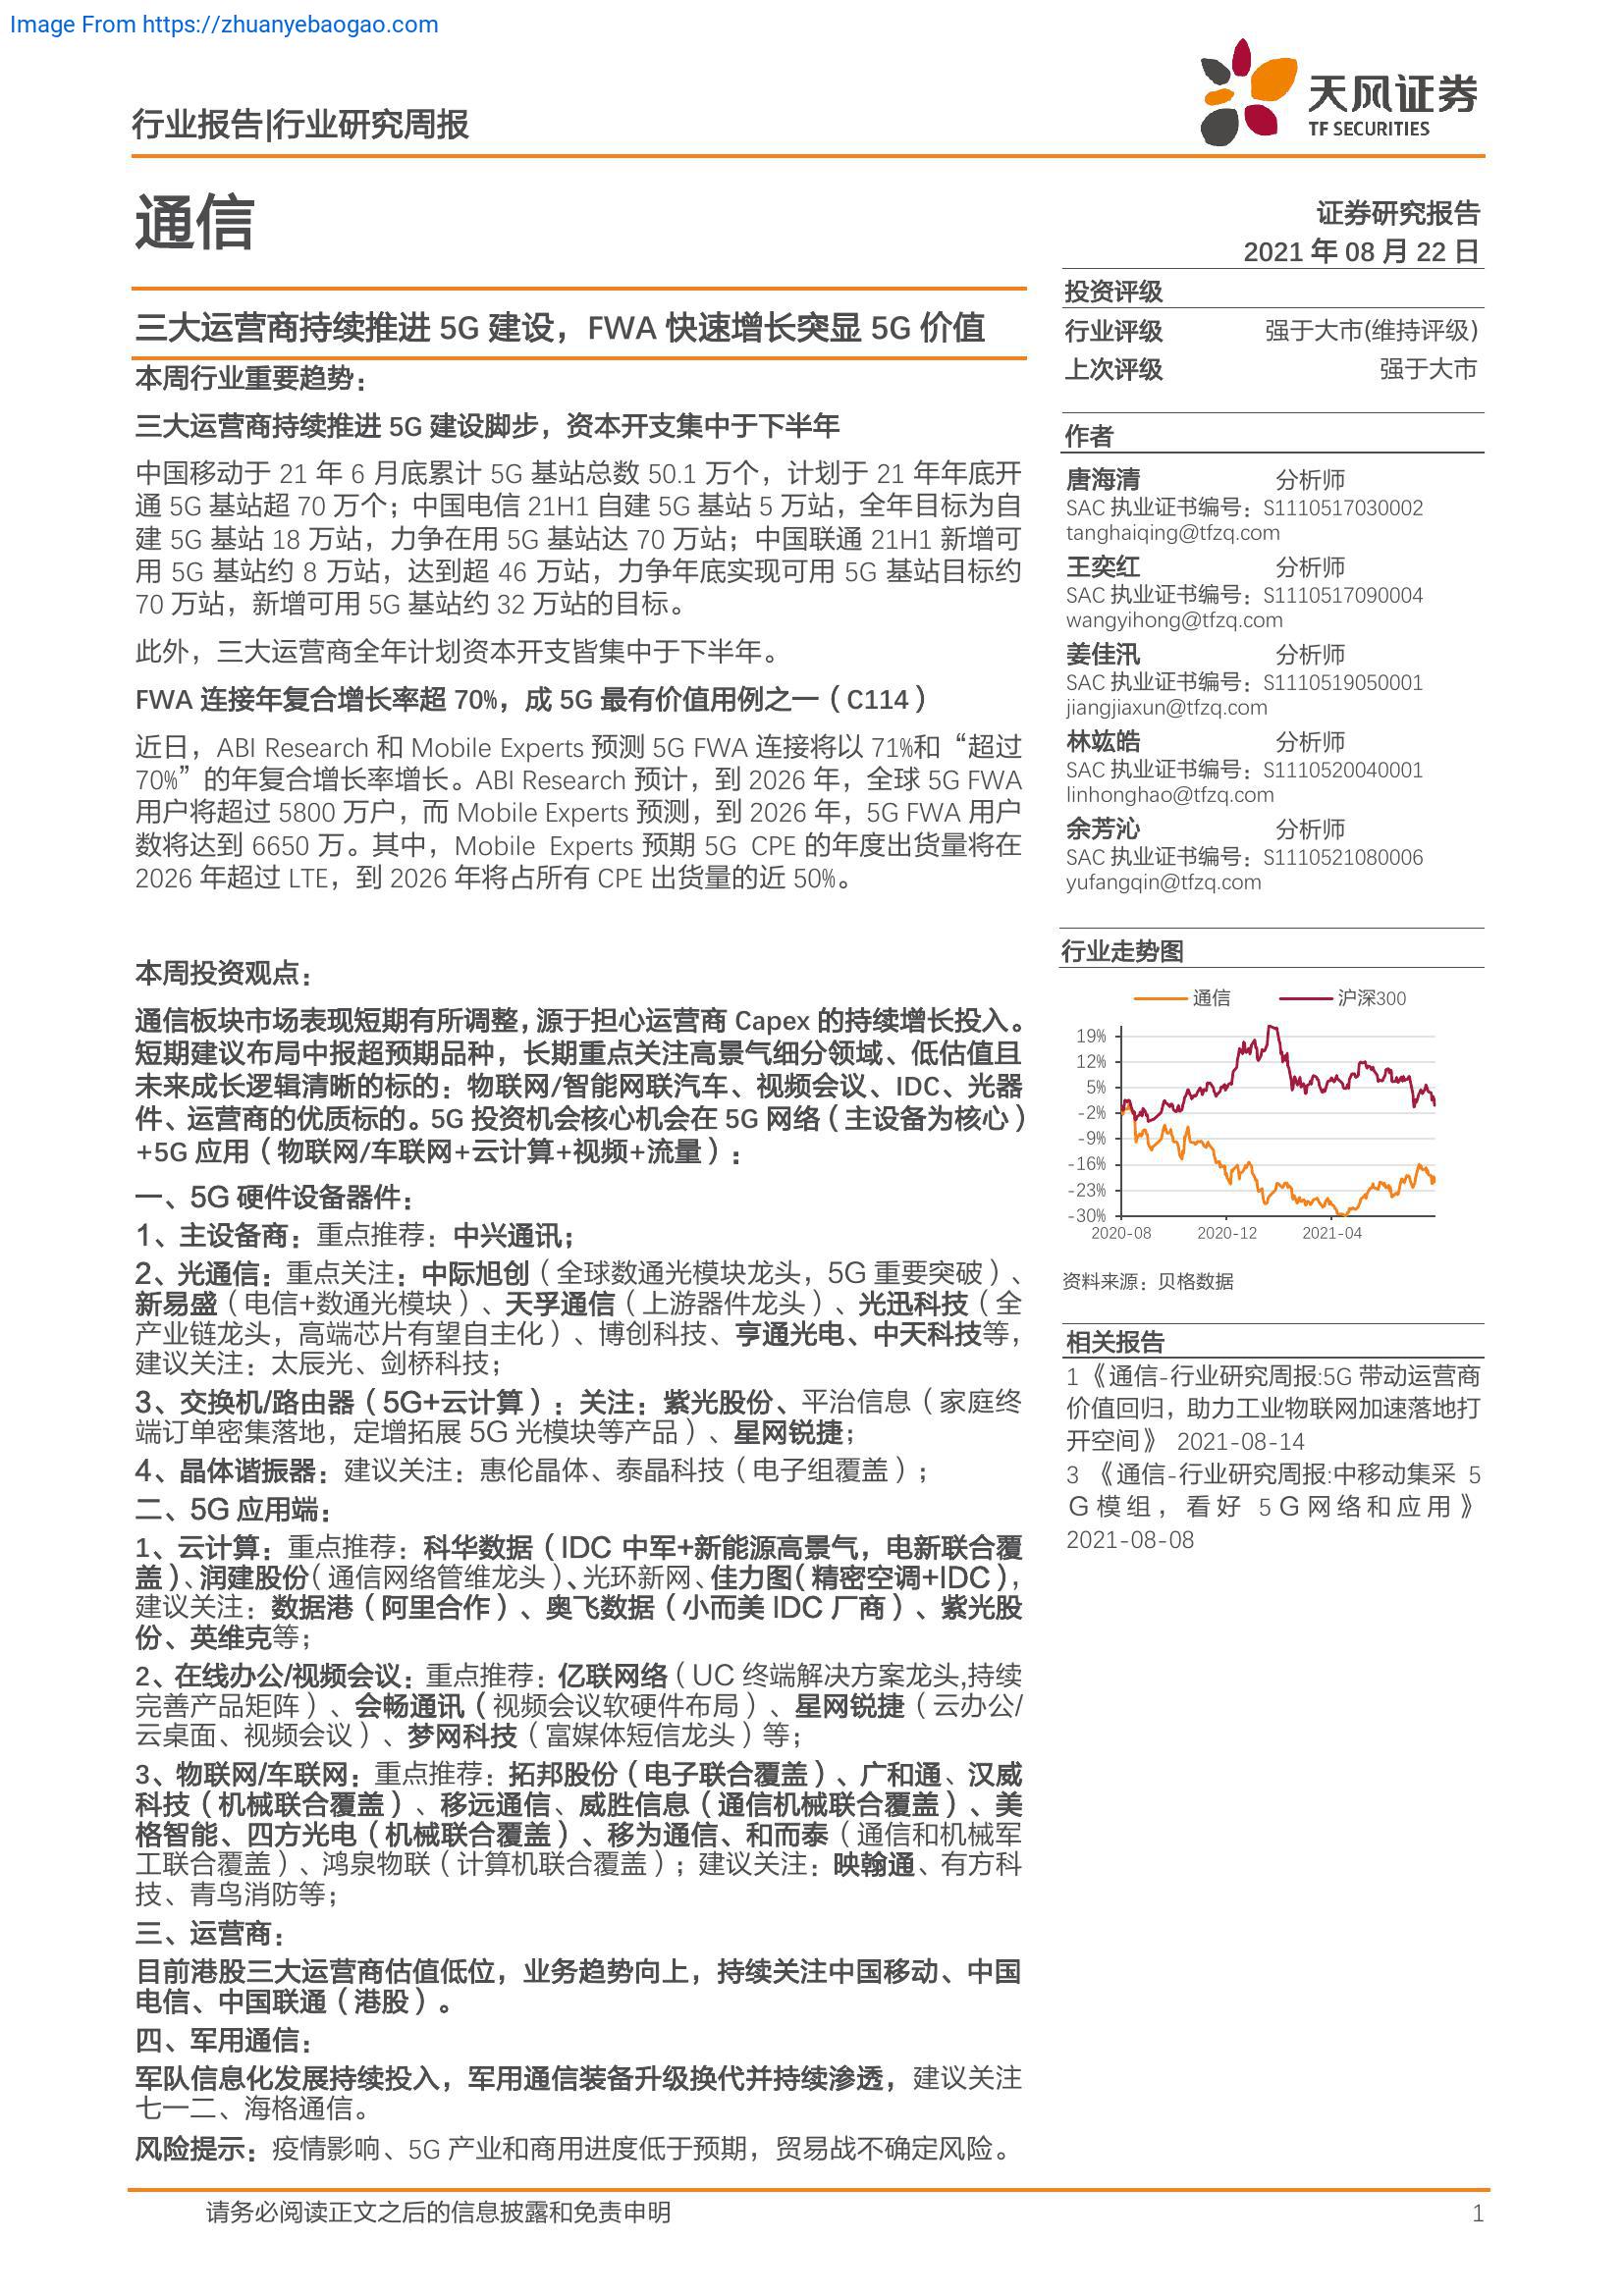 Image From https://zhuanyebaogao.com
天风证券
TF SECURITIES
行业报告|行业研究周报
通信
证券研究报告
2021 年 08 月 22 日
三大运营商持续推进 5G 建设，FWA 快速增长突显 5G 价值
本周行业重要趋势：
三大运营商持续推进 5G 建设脚步，资本开支集中于下半年
中国移动于 21 年 6 月底累计 5G 基站总数 50.1 万个，计划于 21 年年底开
通 5G 基站超 70 万个；中国电信 21H1 自建 5G 基站 5 万站，全年目标为自
建 5G 基站 18 万站，力争在用 5G 基站达 70 万站；中国联通 21H1 新增可
用 5G 基站约 8 万站，达到超 46 万站，力争年底实现可用 5G 基站目标约
70 万站，新增可用 5G 基站约 32 万站的目标。
此外，三大运营商全年计划资本开支皆集中于下半年。
FWA 连接年复合增长率超 70%，成 5G 最有价值用例之一（C114）
近日，ABI Research 和 Mobile Experts 预测 5G FWA 连接将以 71%和“超过
70%”的年复合增长率增长。ABI Research 预计，到 2026 年，全球 5G FWA
用户将超过 5800 万户，而 Mobile Experts 预测，到 2026 年，5G FWA 用户
数将达到 6650 万。其中，Mobile Experts 预期 5G CPE 的年度出货量将在
2026 年超过 LTE，到 2026 年将占所有 CPE 出货量的近 50%。
本周投资观点：
通信板块市场表现短期有所调整，源于担心运营商 Capex 的持续增长投入。
短期建议布局中报超预期品种，长期重点关注高景气细分领域、低估值且
未来成长逻辑清晰的标的：物联网/智能网联汽车、视频会议、IDC、光器
件、运营商的优质标的。5G 投资机会核心机会在 5G 网络（主设备为核心）
+5G 应用（物联网/车联网+云计算+视频+流量）：
一、5G 硬件设备器件：
1、主设备商：重点推荐：中兴通讯；
2、光通信：重点关注：中际旭创（全球数通光模块龙头，5G 重要突破）、
新易盛（电信+数通光模块）、天孚通信（上游器件龙头）、光迅科技（全
产业链龙头，高端芯片有望自主化）、博创科技、亨通光电、中天科技等，
建议关注：太辰光、剑桥科技；
3、交换机/路由器（5G+云计算）：关注：紫光股份、平治信息（家庭终
端订单密集落地，定增拓展 5G 光模块等产品）、星网锐捷；
4、晶体谐振器：建议关注：惠伦晶体、泰晶科技（电子组覆盖）；
二、5G 应用端：
1、云计算：重点推荐：科华数据（IDC 中军+新能源高景气，电新联合覆
盖）、润建股份（通信网络管维龙头）、光环新网、佳力图（精密空调+IDC），
建议关注：数据港（阿里合作）、奥飞数据（小而美 IDC 厂商）、紫光股
份、英维克等；
2、在线办公/视频会议：重点推荐：亿联网络（UC 终端解决方案龙头,持续
完善产品矩阵）、会畅通讯（视频会议软硬件布局）、星网锐捷（云办公/
云桌面、视频会议）、梦网科技（富媒体短信龙头）等；
3、物联网/车联网：重点推荐：拓邦股份（电子联合覆盖）、广和通、汉威
科技（机械联合覆盖）、移远通信、威胜信息（通信机械联合覆盖）、美
格智能、四方光电（机械联合覆盖）、移为通信、和而泰（通信和机械军
工联合覆盖）、鸿泉物联（计算机联合覆盖）；建议关注：映翰通、有方科
技、青鸟消防等；
三、运营商：
目前港股三大运营商估值低位，业务趋势向上，持续关注中国移动、中国
电信、中国联通（港股）。
四、军用通信：
军队信息化发展持续投入，军用通信装备升级换代并持续渗透，建议关注
七一二、海格通信。
风险提示：疫情影响、5G 产业和商用进度低于预期，贸易战不确定风险。
投资评级
行业评级 强于大市(维持评级)
上次评级 强于大市
作者
唐海清 分析师
SAC 执业证书编号：S1110517030002
tanghaiqing@tfzq.com
王奕红 分析师
SAC 执业证书编号：S1110517090004
wangyihong@tfzq.com
姜佳汛 分析师
SAC 执业证书编号：S1110519050001
jiangjiaxun@tfzq.com
林竑皓 分析师
SAC 执业证书编号：S1110520040001
linhonghao@tfzq.com
余芳沁 分析师
SAC 执业证书编号：S1110521080006
yufangqin@tfzq.com
行业走势图
通信 沪深300
19%
12%
5%
-2%
-9%
-16%
-23%
-30%
2020-08 2020-12 2021-04
资料来源：贝格数据
相关报告
1 《通信-行业研究周报:5G 带动运营商
价值回归，助力工业物联网加速落地打
开空间》 2021-08-14
3 《通信-行业研究周报:中移动集采 5
G 模组，看好 5G 网络和应用》
2021-08-08
请务必阅读正文之后的信息披露和免责申明 1